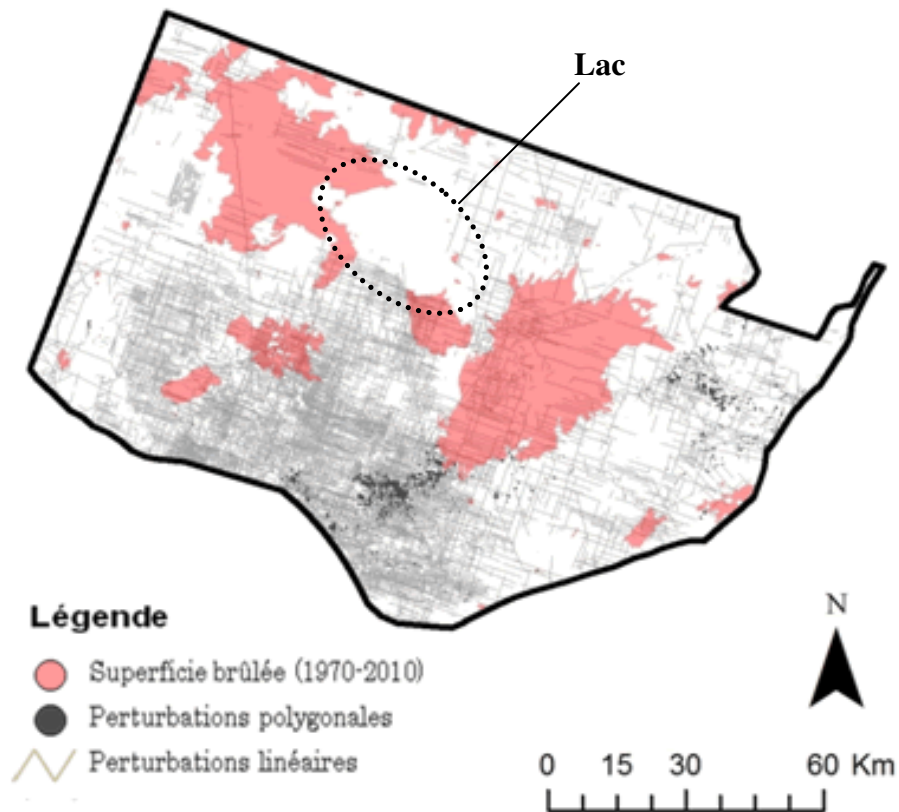 Lac
Légende
Superficie brûlée (1970-2010)
Perturbations polygonales
Perturbations linéaires
N
0 15 30 60 Km